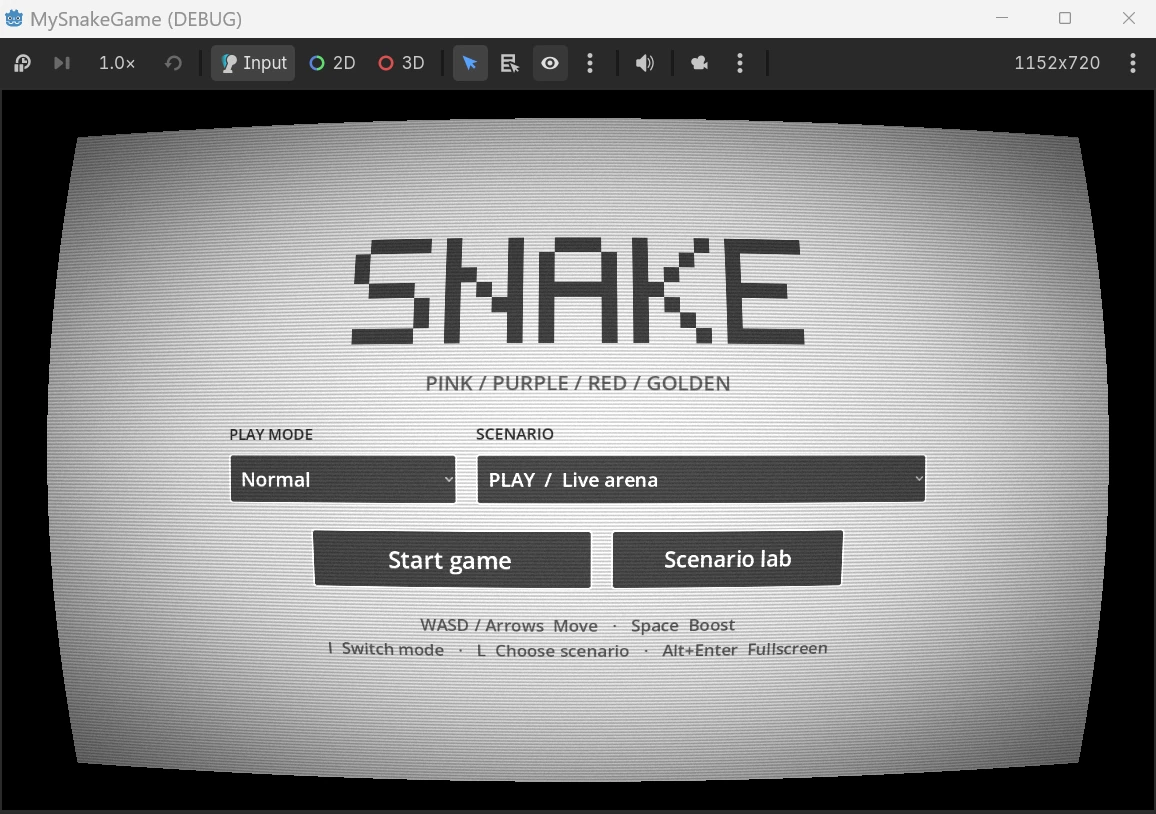 MySnakeGame (DEBUG)
1.0× Input 2D 3D 1152x720
SNAKE
PINK / PURPLE / RED / GOLDEN
PLAY MODE SCENARIO
Normal PLAY / Live arena
Start game Scenario lab
WASD / Arrows Move · Space Boost
I Switch mode · L Choose scenario · Alt+Enter Fullscreen